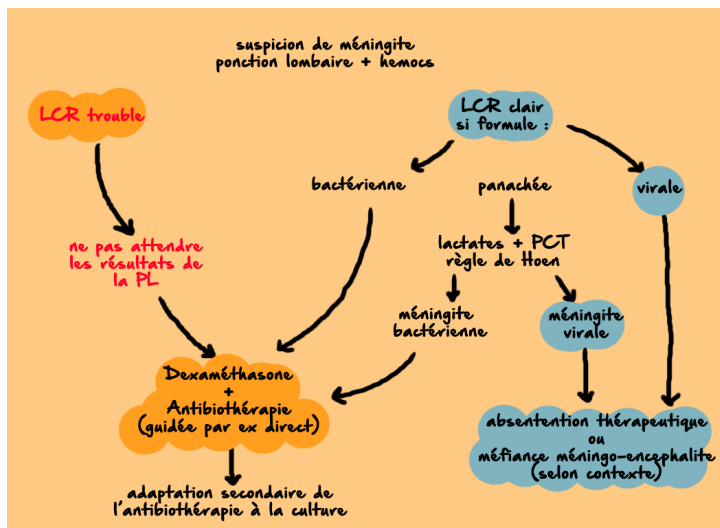 suspicion de méningite
ponction lombaire + hemocs
LCR trouble
LCR clair
si formule :
bactérienne
panachée
virale
ne pas attendre
les résultats de
la PL
lactates + PCT
règle de Hoen
méningite
bactérienne
méningite
virale
Dexaméthasone
+
Antibiothérapie
(guidée par ex direct)
absentention thérapeutique
ou
méfiance méningo-encephalite
(selon contexte)
adaptation secondaire de
l'antibiothérapie à la culture